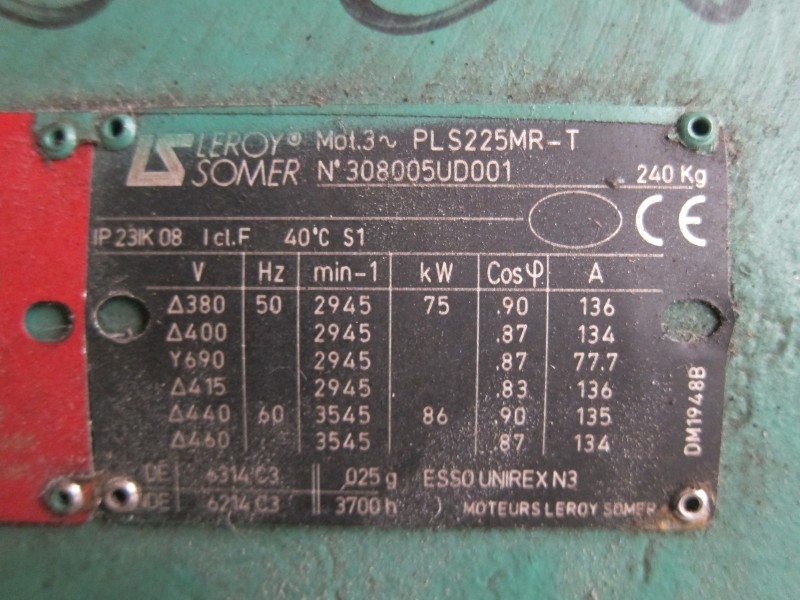 LEROY® Mot.3~ PLS225MR-T
SOMER N° 308005UD001 240 Kg
IP 23IK 08 I cl.F 40°C S1 CE
V Hz min-1 kW Cosφ A
Δ380 50 2945 75 .90 136
Δ400 2945 .87 134
Y690 2945 .87 77.7
Δ415 2945 .83 136
Δ440 60 3545 86 .90 135
Δ460 3545 .87 134
DM1948B
DE 6314 C3 025 g ESSO UNIREX N3
NDE 6214 C3 3700 h MOTEURS LEROY SOMER